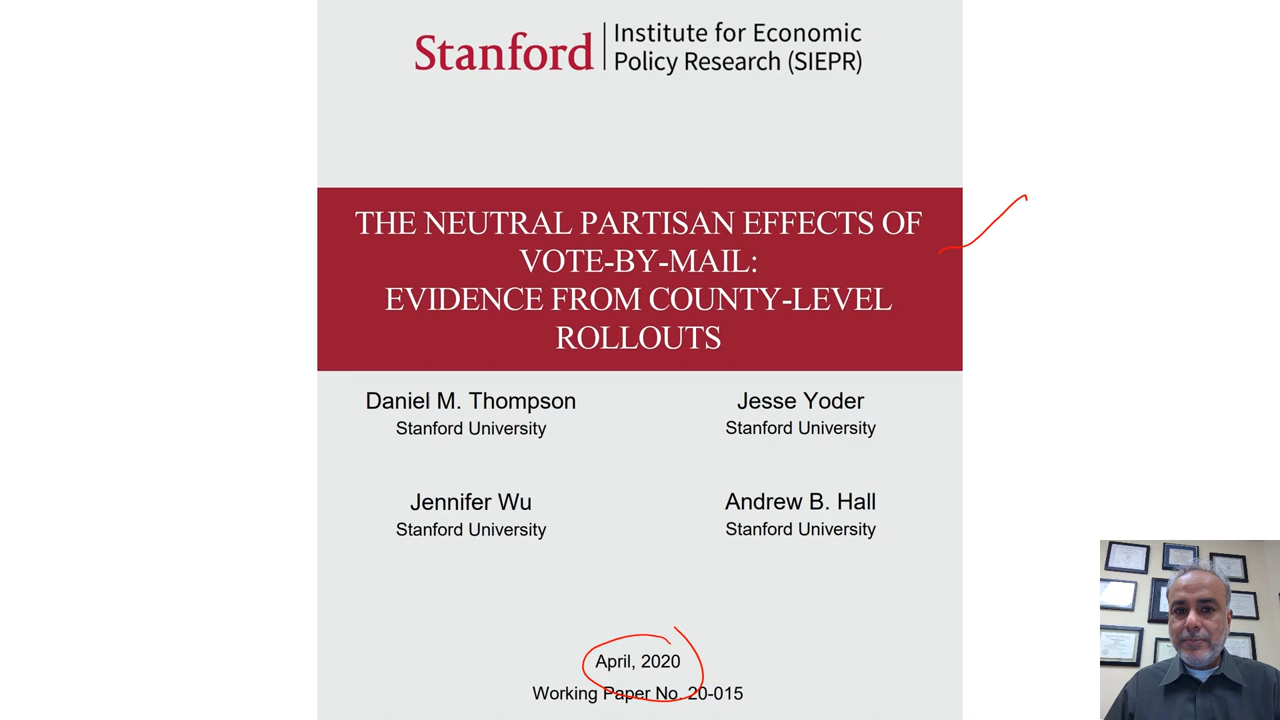 Stanford
Institute for Economic
Policy Research (SIEPR)
THE NEUTRAL PARTISAN EFFECTS OF
VOTE-BY-MAIL:
EVIDENCE FROM COUNTY-LEVEL
ROLLOUTS
Daniel M. Thompson
Stanford University
Jesse Yoder
Stanford University
Jennifer Wu
Stanford University
Andrew B. Hall
Stanford University
April, 2020
Working Paper No. 20-015